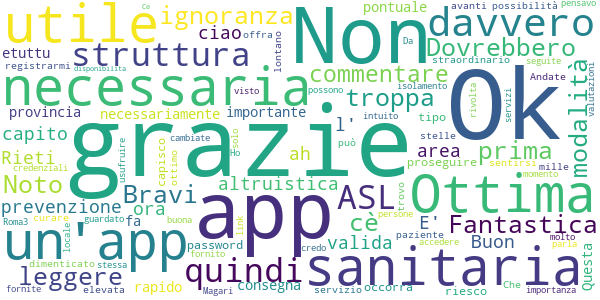 utile
ignoranza
Non
davvero
pontuale
avanti
possibilità
Ce
pensavo
ciao
offra
lontano
Da
straordinario
etuttu
struttura
Dovrebbero
registrarmi
disponibilità
seguite
commentare
visto
possono
isolamento
Andate
valutazioni
necessaria
grazie
Ok
modalità
provincia
necessariamente
importante
troppa
tipo
intuito
rivolta
servizi
capito
l'
stelle
cambiate
solo
può
mille
prima
Rieti
credenziali
usufruire
capisco
ottimo
Ho
ah
area
proseguire
sentirsi
Noto
altruistica
trovo
momento
prevenzione
Bravi
ASL
Ottima
curare
ora
app
cè
E'
Fantastica
Roma3
guardato
fa
buona
link
persone
paziente
Buon
molto
un'app
locale
password
valida
credo
accedere
parla
dimenticato
stessa
fornito
quindi
sanitaria
Questa
leggere
consegna
occorra
Che
fornite
elevata
rapido
Magari
servizio
riesco
importanza